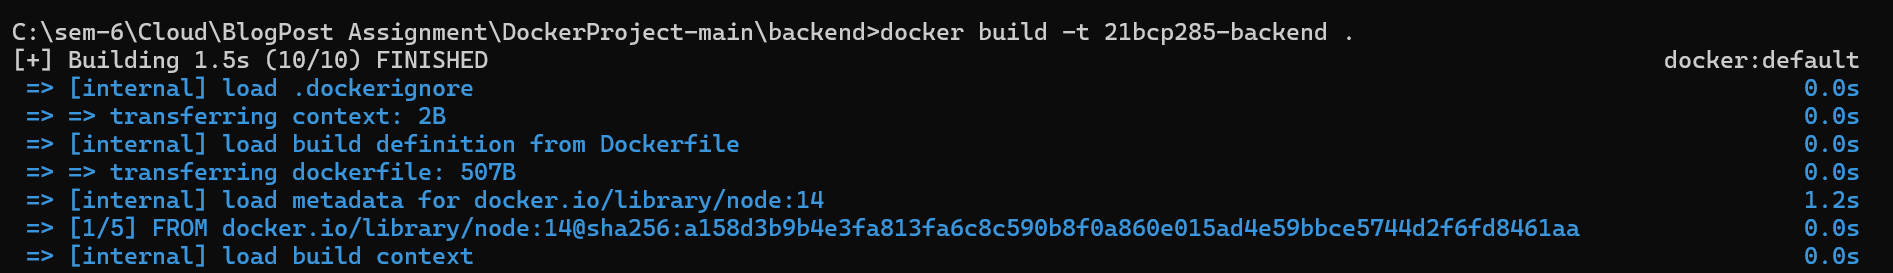 C:\sem-6\Cloud\BlogPost Assignment\DockerProject-main\backend>docker build -t 21bcp285-backend .
[+] Building 1.5s (10/10) FINISHED docker:default
=> [internal] load .dockerignore 0.0s
=> => transferring context: 2B 0.0s
=> [internal] load build definition from Dockerfile 0.0s
=> => transferring dockerfile: 507B 0.0s
=> [internal] load metadata for docker.io/library/node:14 1.2s
=> [1/5] FROM docker.io/library/node:14@sha256:a158d3b9b4e3fa813fa6c8c590b8f0a860e015ad4e59bbce5744d2f6fd8461aa 0.0s
=> [internal] load build context 0.0s